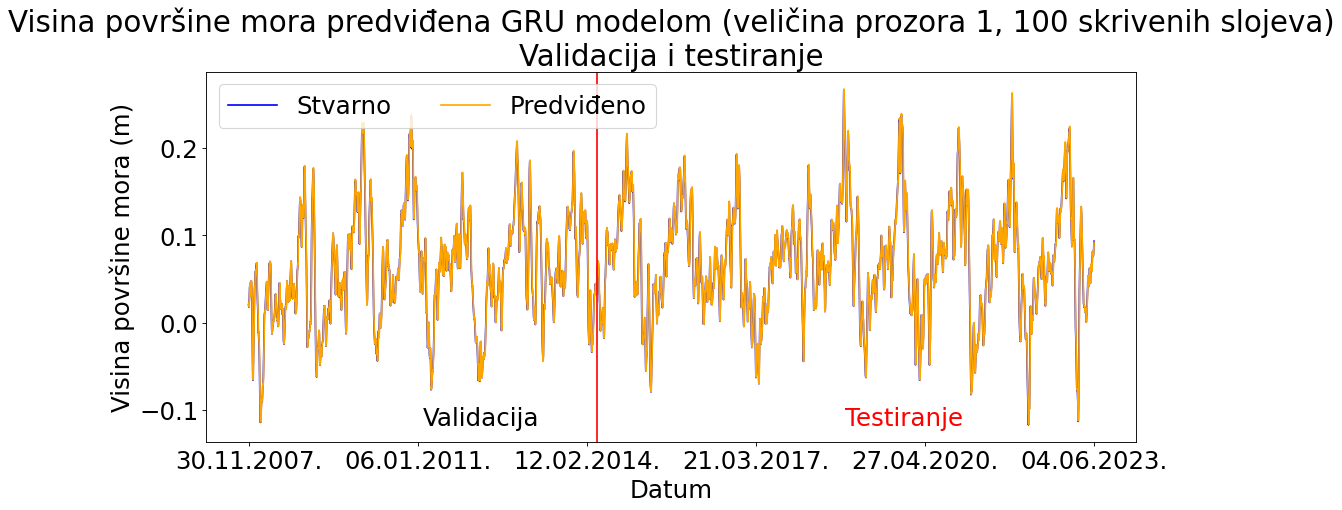 Visina površine mora predviđena GRU modelom (veličina prozora 1, 100 skrivenih slojeva)
Validacija i testiranje
Stvarno
Predviđeno
Visina površine mora (m)
0.2
0.1
0.0
−0.1
Validacija
Testiranje
30.11.2007.
06.01.2011.
12.02.2014.
21.03.2017.
27.04.2020.
04.06.2023.
Datum